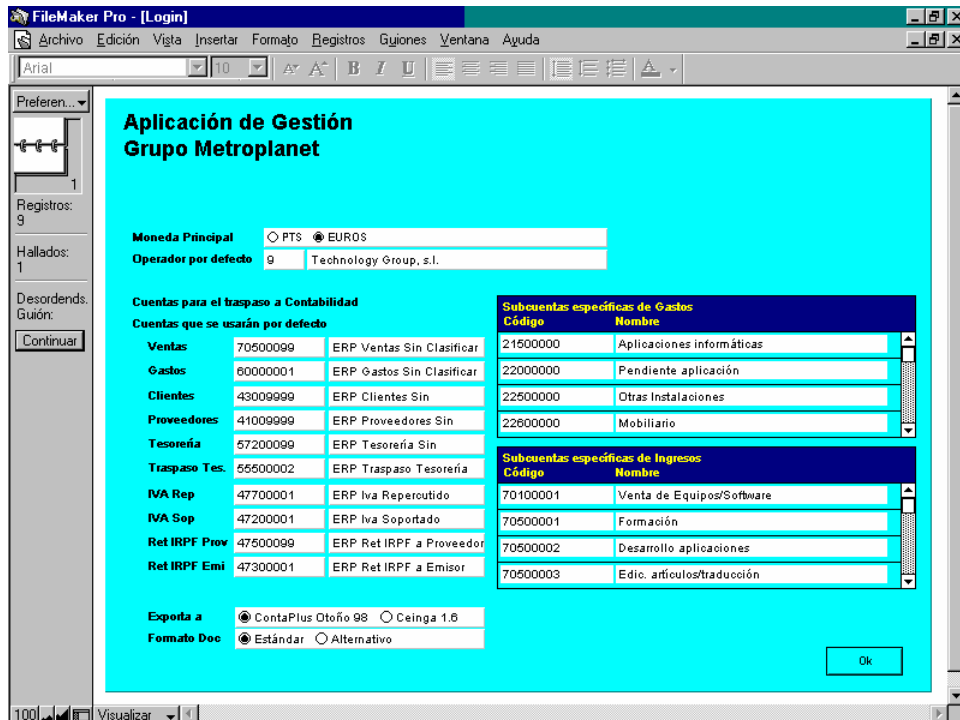 FileMaker Pro - [Login]
Archivo Edición Vista Insertar Formato Registros Guiones Ventana Ayuda
Arial 10 B I U A
Preferen...
1
Registros:
9
Hallados:
1
Desordends.
Guión:
Continuar
Aplicación de Gestión
Grupo Metroplanet
Moneda Principal PTS EUROS
Operador por defecto 9 Technology Group, s.l.
Cuentas para el traspaso a Contabilidad
Cuentas que se usarán por defecto
Ventas 70500099 ERP Ventas Sin Clasificar
Gastos 60000001 ERP Gastos Sin Clasificar
Clientes 43009999 ERP Clientes Sin
Proveedores 41009999 ERP Proveedores Sin
Tesorería 57200099 ERP Tesorería Sin
Traspaso Tes. 55500002 ERP Traspaso Tesorería
IVA Rep 47700001 ERP Iva Repercutido
IVA Sop 47200001 ERP Iva Soportado
Ret IRPF Prov 47500099 ERP Ret IRPF a Proveedor
Ret IRPF Emi 47300001 ERP Ret IRPF a Emisor
Subcuentas específicas de Gastos
Código Nombre
21500000 Aplicaciones informáticas
22000000 Pendiente aplicación
22500000 Otras Instalaciones
22600000 Mobiliario
Subcuentas específicas de Ingresos
Código Nombre
70100001 Venta de Equipos/Software
70500001 Formación
70500002 Desarrollo aplicaciones
70500003 Edic. artículos/traducción
Exporta a ContaPlus Otoño 98 Ceinga 1.6
Formato Doc Estándar Alternativo
Ok
100 Visualizar